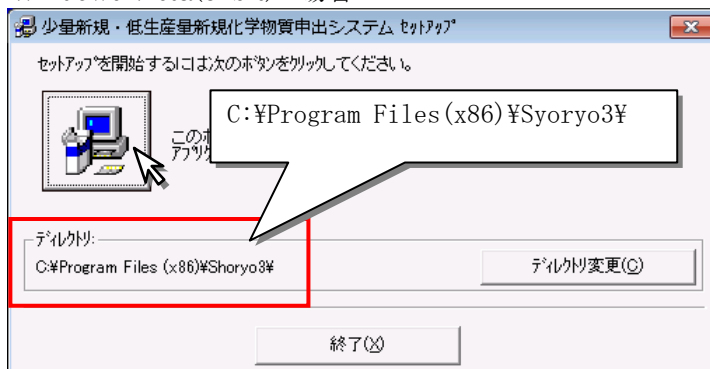 少量新規・低生産量新規化学物質申出システム ｾｯﾄｱｯﾌﾟ
ｾｯﾄｱｯﾌﾟを開始するには次のﾎﾞﾀﾝをｸﾘｯｸしてください。
C:¥Program Files(x86)¥Syoryo3¥
このボ
ｱﾌﾟﾘｹ
ﾃﾞｨﾚｸﾄﾘ:
C:¥Program Files (x86)¥Shoryo3¥
ﾃﾞｨﾚｸﾄﾘ変更(C)
終了(X)